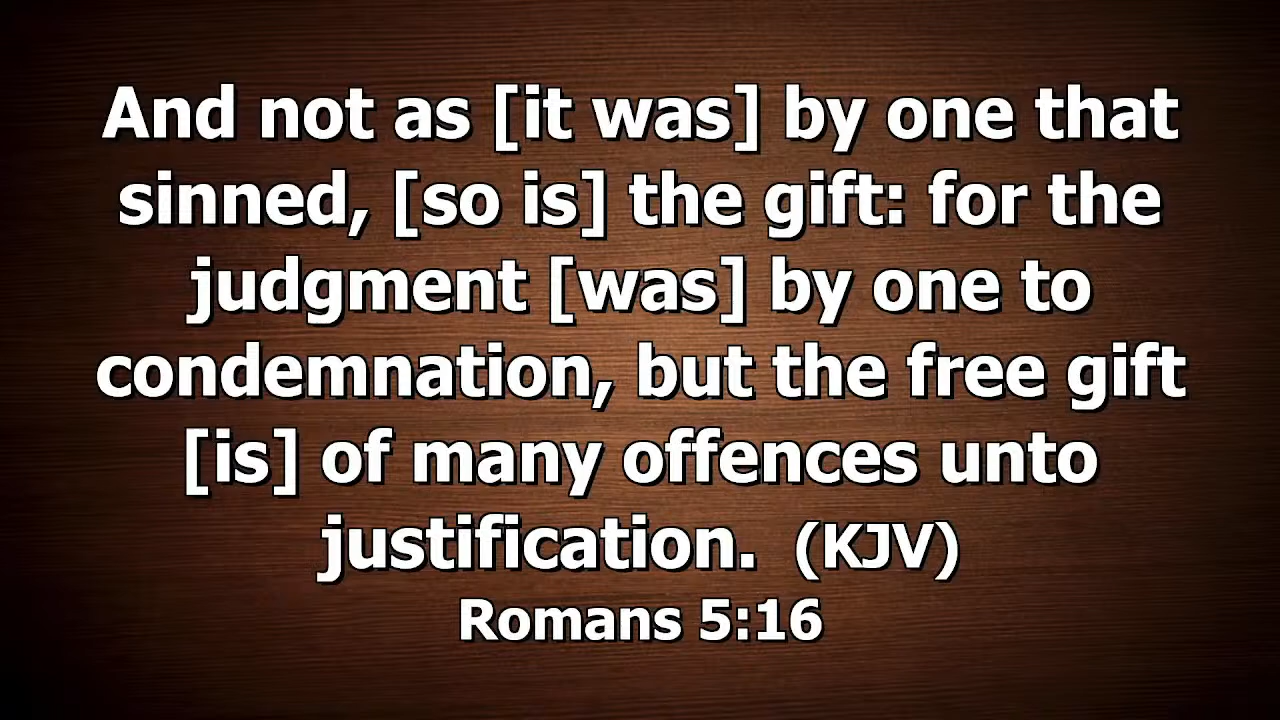 And not as [it was] by one that
sinned, [so is] the gift: for the
judgment [was] by one to
condemnation, but the free gift
[is] of many offences unto
justification. (KJV)
Romans 5:16